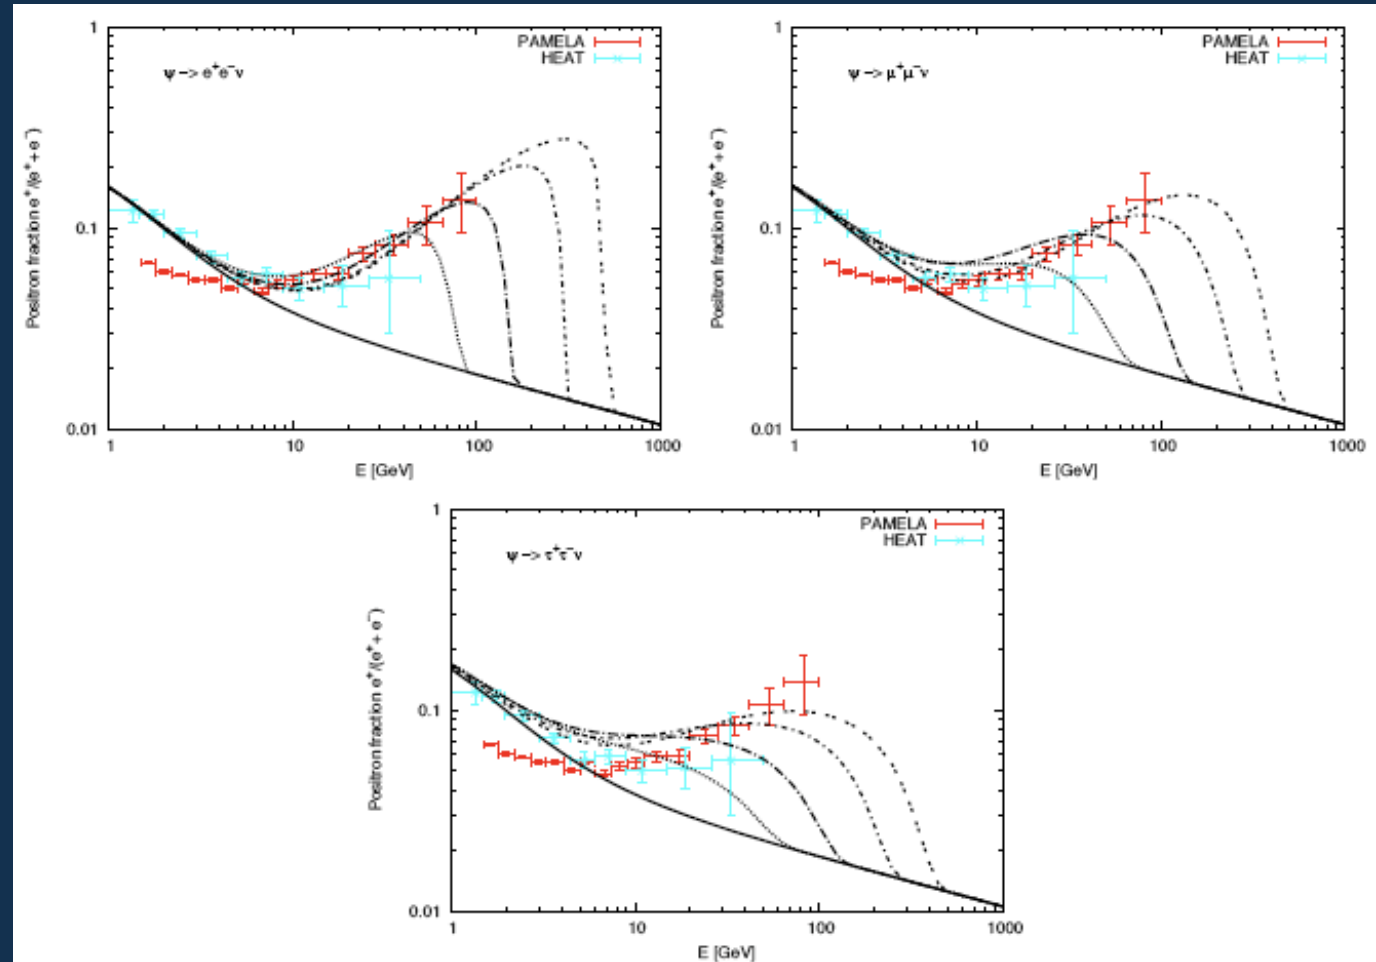 1
PAMELA
HEAT
ψ -> e⁺e⁻ν
Positron fraction e⁺/(e⁺ + e⁻)
0.1
0.01
1
10
100
1000
E [GeV]
1
PAMELA
HEAT
ψ -> μ⁺μ⁻ν
Positron fraction e⁺/(e⁺ + e⁻)
0.1
0.01
1
10
100
1000
E [GeV]
1
PAMELA
HEAT
ψ -> τ⁺τ⁻ν
Positron fraction e⁺/(e⁺ + e⁻)
0.1
0.01
1
10
100
1000
E [GeV]